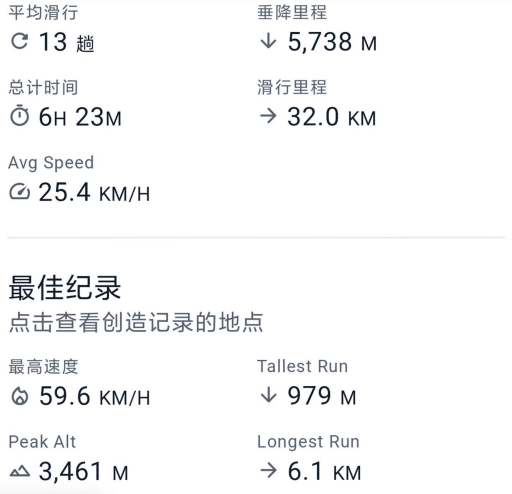 平均滑行
13 趟
垂降里程
5,738 M
总计时间
6H 23M
滑行里程
32.0 KM
Avg Speed
25.4 KM/H
最佳纪录
点击查看创造记录的地点
最高速度
59.6 KM/H
Tallest Run
979 M
Peak Alt
3,461 M
Longest Run
6.1 KM